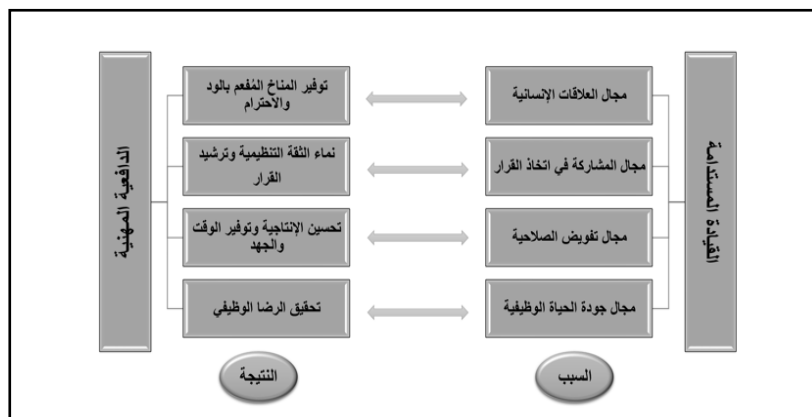 القيادة المستدامة
مجال العلاقات الإنسانية
توفير المناخ المُفعم بالود
والاحترام
مجال المشاركة في اتخاذ القرار
نماء الثقة التنظيمية وترشيد
القرار
مجال تفويض الصلاحية
تحسين الإنتاجية وتوفير الوقت
والجهد
مجال جودة الحياة الوظيفية
تحقيق الرضا الوظيفي
الدافعية المهنية
السبب
النتيجة